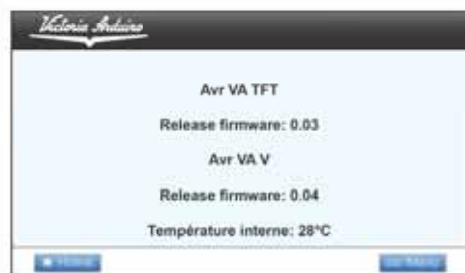 Victoria Arduino
Avr VA TFT
Release firmware: 0.03
Avr VA V
Release firmware: 0.04
Température interne: 28°C